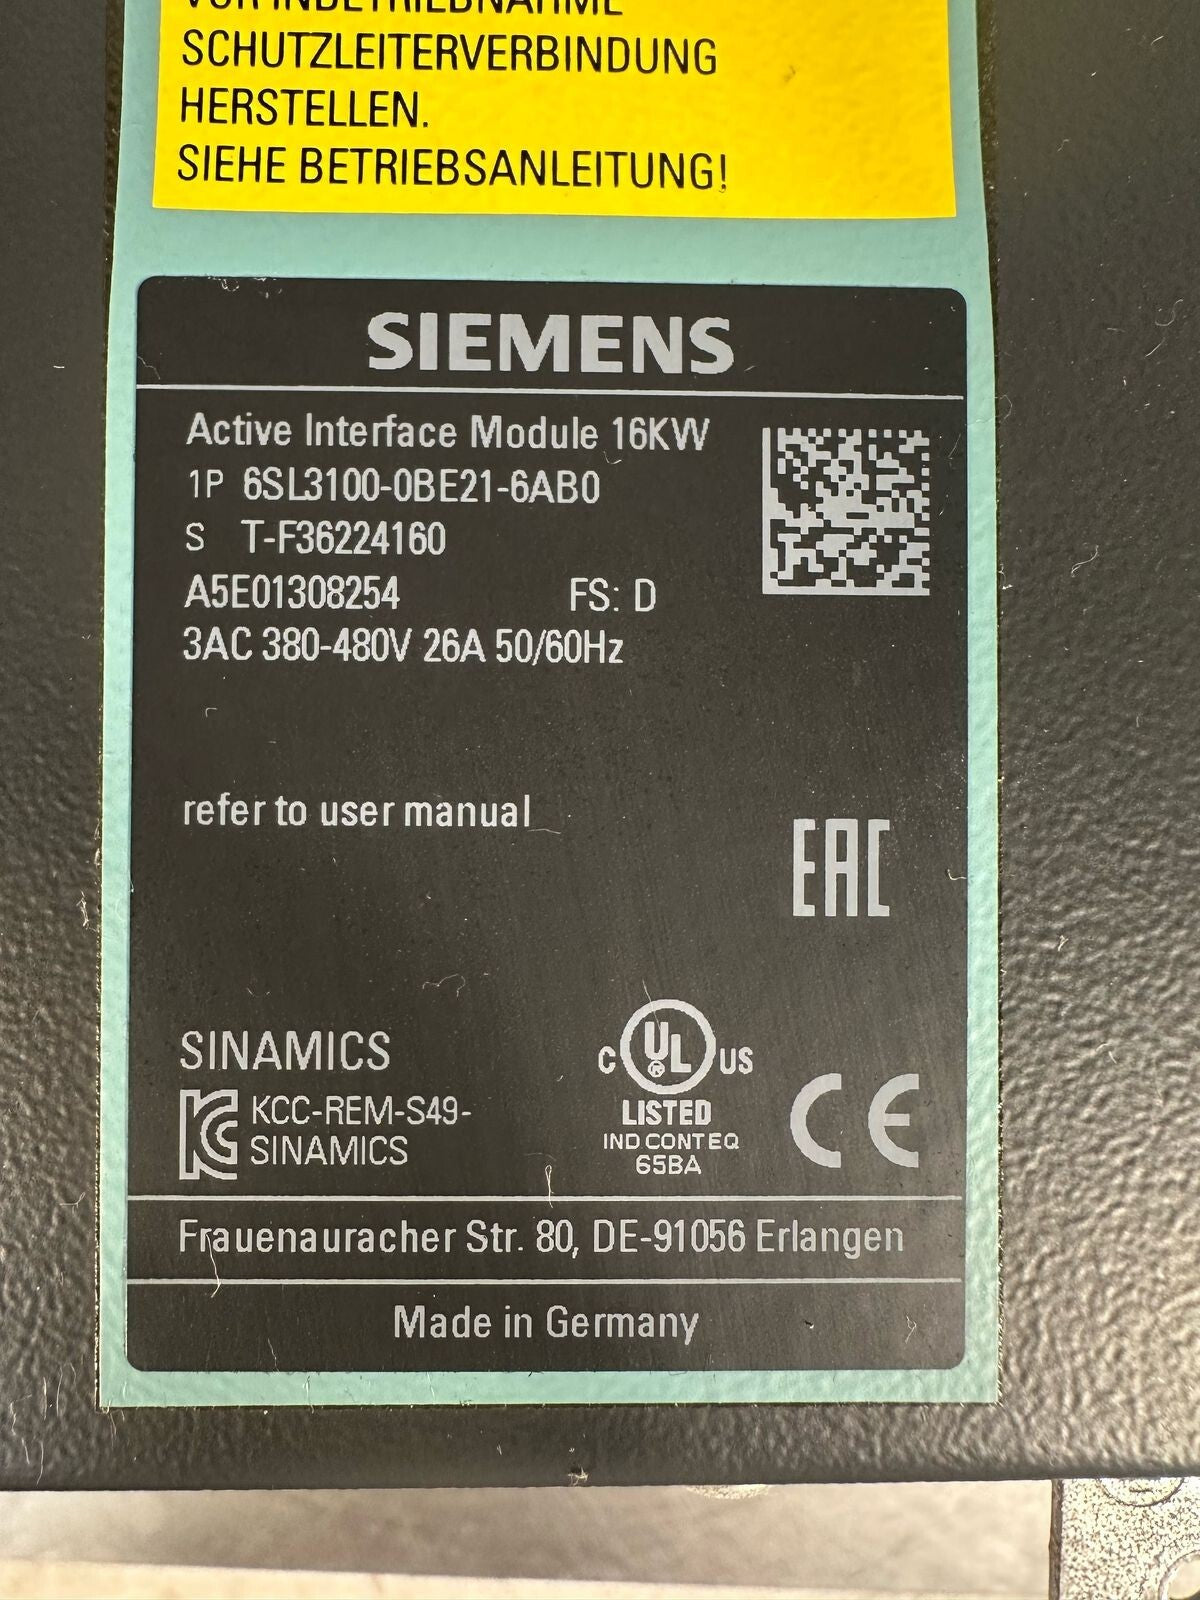 VOR INBETRIEBNAHME
SCHUTZLEITERVERBINDUNG
HERSTELLEN.
SIEHE BETRIEBSANLEITUNG!
SIEMENS
Active Interface Module 16KW
1P 6SL3100-0BE21-6AB0
S T-F36224160
A5E01308254 FS: D
3AC 380-480V 26A 50/60Hz
refer to user manual
EAC
SINAMICS
KCC-REM-S49-
SINAMICS
C UL® US
LISTED
IND CONT EQ
65BA
CE
Frauenauracher Str. 80, DE-91056 Erlangen
Made in Germany